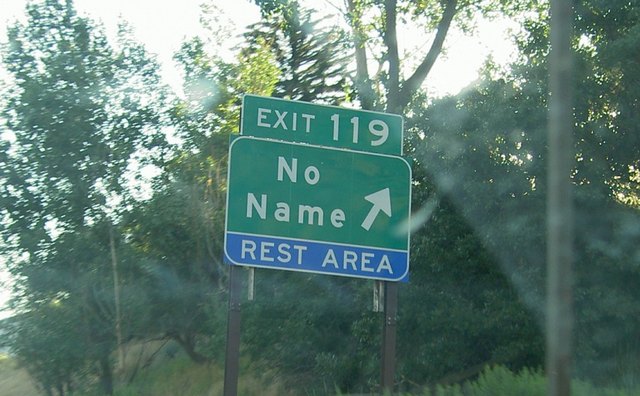 EXIT 119
No
Name
REST AREA